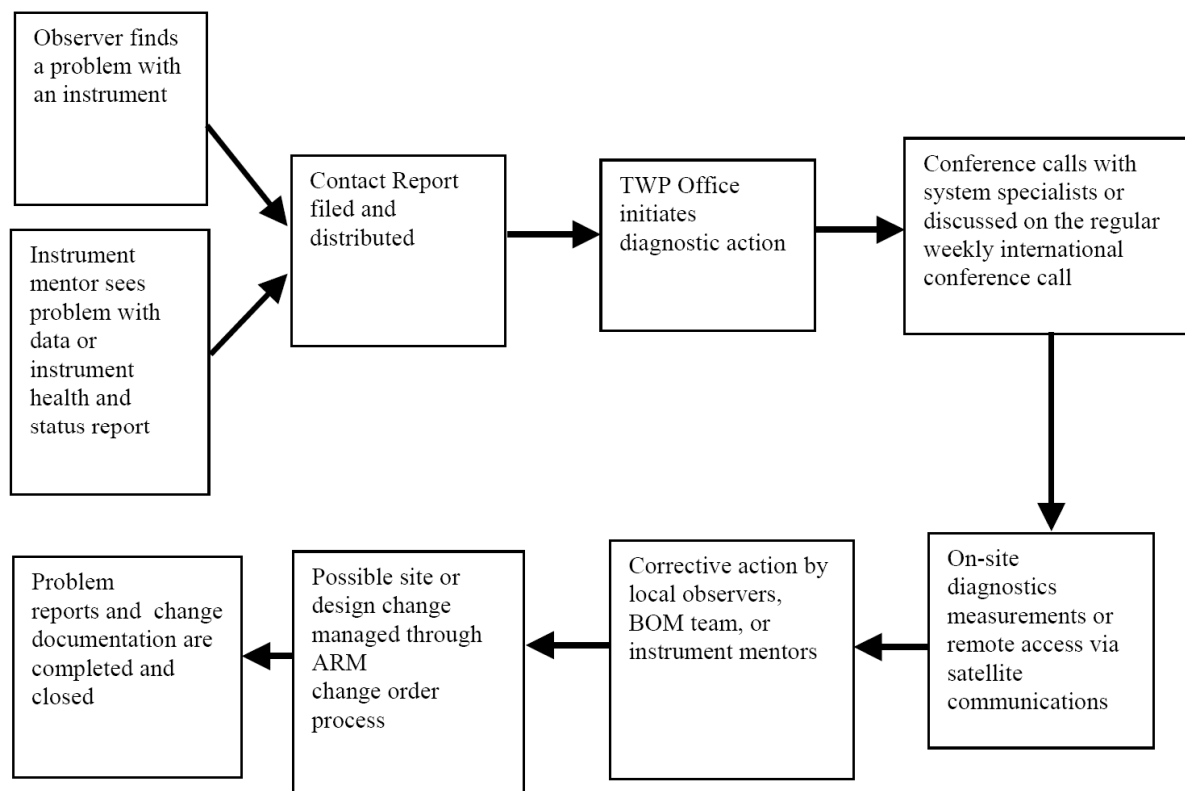 Observer finds
a problem with
an instrument
Instrument
mentor sees
problem with
data or
instrument
health and
status report
Contact Report
filed and
distributed
TWP Office
initiates
diagnostic action
Conference calls with
system specialists or
discussed on the regular
weekly international
conference call
On-site
diagnostics
measurements or
remote access via
satellite
communications
Corrective action by
local observers,
BOM team, or
instrument mentors
Possible site or
design change
managed through
ARM
change order
process
Problem
reports and change
documentation are
completed and
closed